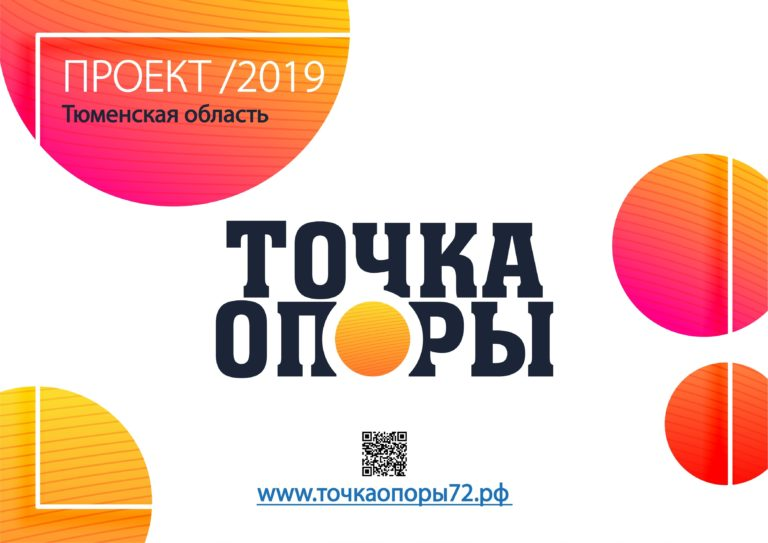 ПРОЕКТ /2019
Тюменская область
ТОЧКА
ОПОРЫ
www.точкаопоры72.рф